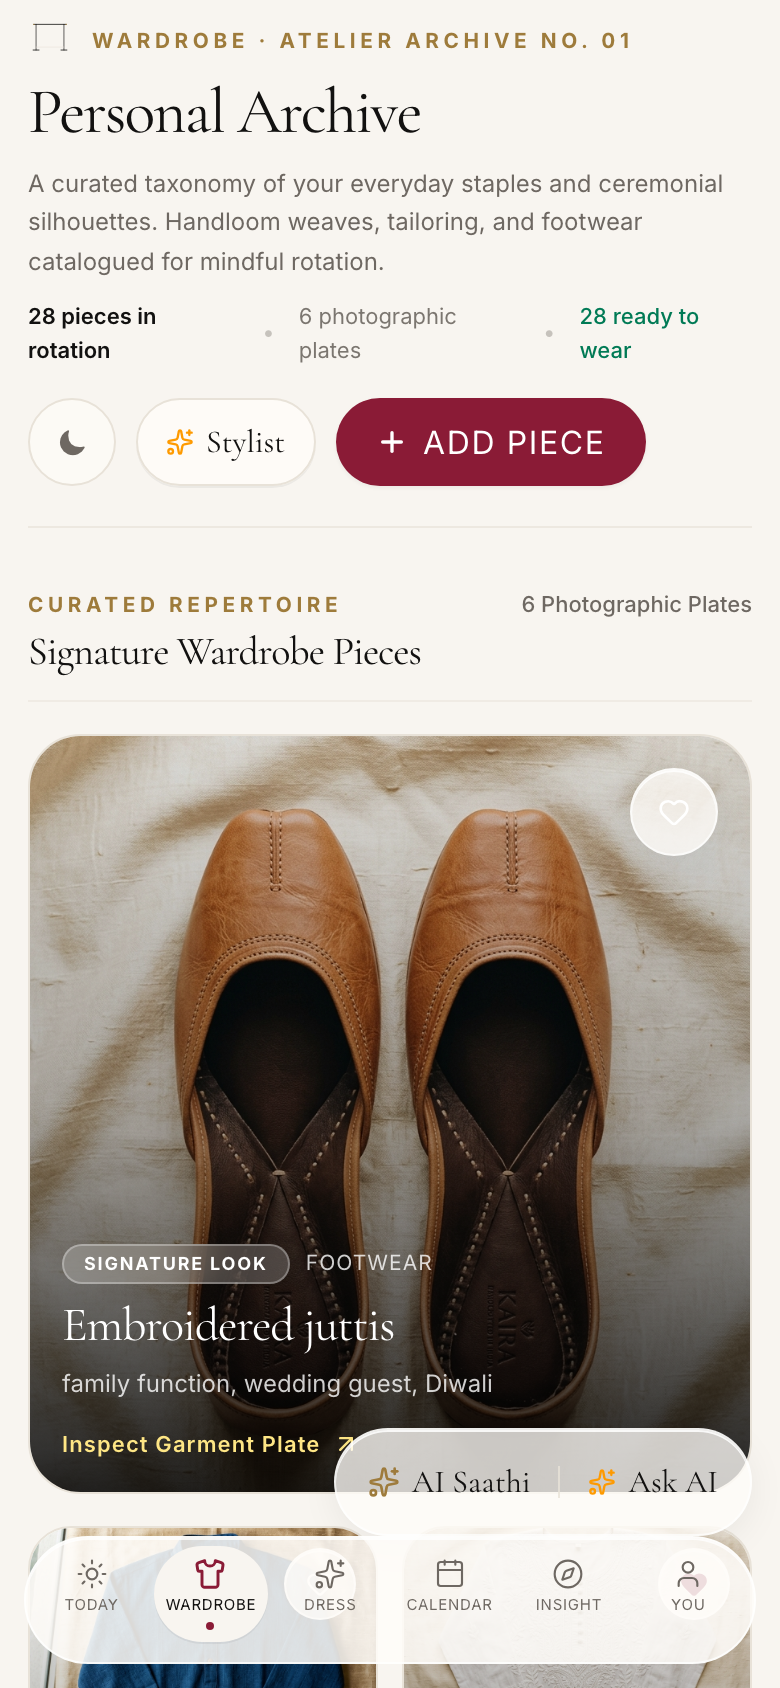 WARDROBE · ATELIER ARCHIVE NO. 01
Personal Archive
A curated taxonomy of your everyday staples and ceremonial
silhouettes. Handloom weaves, tailoring, and footwear
catalogued for mindful rotation.
28 pieces in rotation • 6 photographic plates • 28 ready to wear
Stylist
+ ADD PIECE
CURATED REPERTOIRE
6 Photographic Plates
Signature Wardrobe Pieces
KAIRA
SIGNATURE LOOK FOOTWEAR
Embroidered juttis
family function, wedding guest, Diwali
Inspect Garment Plate
AI Saathi
Ask AI
TODAY
WARDROBE
DRESS
CALENDAR
INSIGHT
YOU